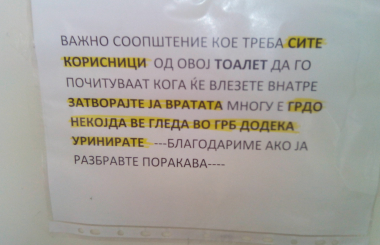 ВАЖНО СООПШТЕНИЕ КОЕ ТРЕБА СИТЕ
КОРИСНИЦИ ОД ОВОЈ ТОАЛЕТ ДА ГО
ПОЧИТУВААТ КОГА ЌЕ ВЛЕЗЕТЕ ВНАТРЕ
ЗАТВОРАЈТЕ ЈА ВРАТАТА МНОГУ Е ГРДО
НЕКОЈДА ВЕ ГЛЕДА ВО ГРБ ДОДЕКА
УРИНИРАТЕ ---БЛАГОДАРИМЕ АКО ЈА
РАЗБРАВТЕ ПОРАКАВА----